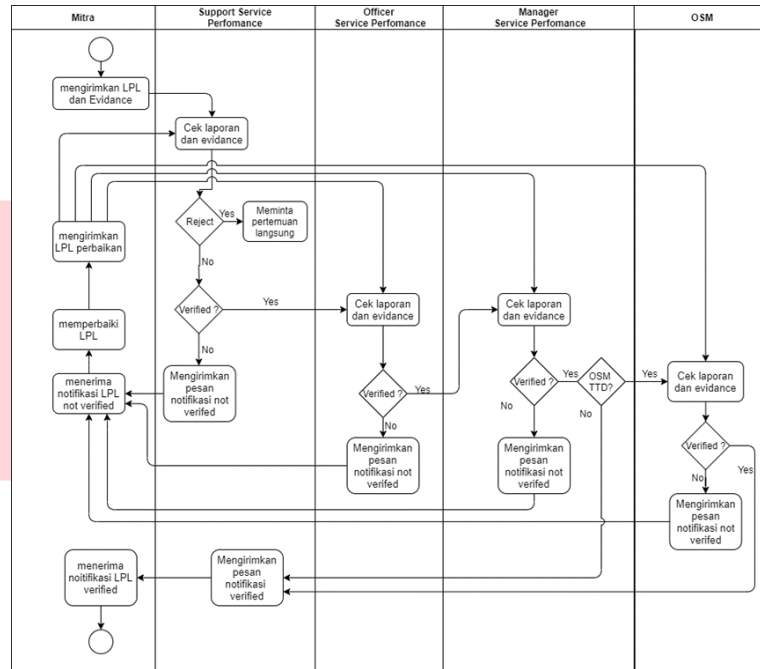 Mitra
Support Service
Perfomance
Officer
Service Perfomance
Manager
Service Perfomance
OSM
mengirimkan LPL
dan Evidance
Cek laporan
dan evidance
mengirimkan
LPL perbaikan
Reject
Yes
Meminta
pertemuan
langsung
No
memperbaiki
LPL
Verified ?
Yes
Cek laporan
dan evidance
Cek laporan
dan evidance
No
menerima
notifikasi LPL
not verified
Mengirimkan
pesan
notifikasi not
verifed
Verified ?
Yes
No
Mengirimkan
pesan
notifikasi not
verifed
Verified ?
Yes
No
Mengirimkan
pesan
notifikasi not
verifed
OSM
TTD?
Yes
No
Cek laporan
dan evidance
Verified ?
Yes
No
Mengirimkan
pesan
notifikasi not
verifed
menerima
noitifikasi LPL
verified
Mengirimkan
pesan
notifikasi
verified